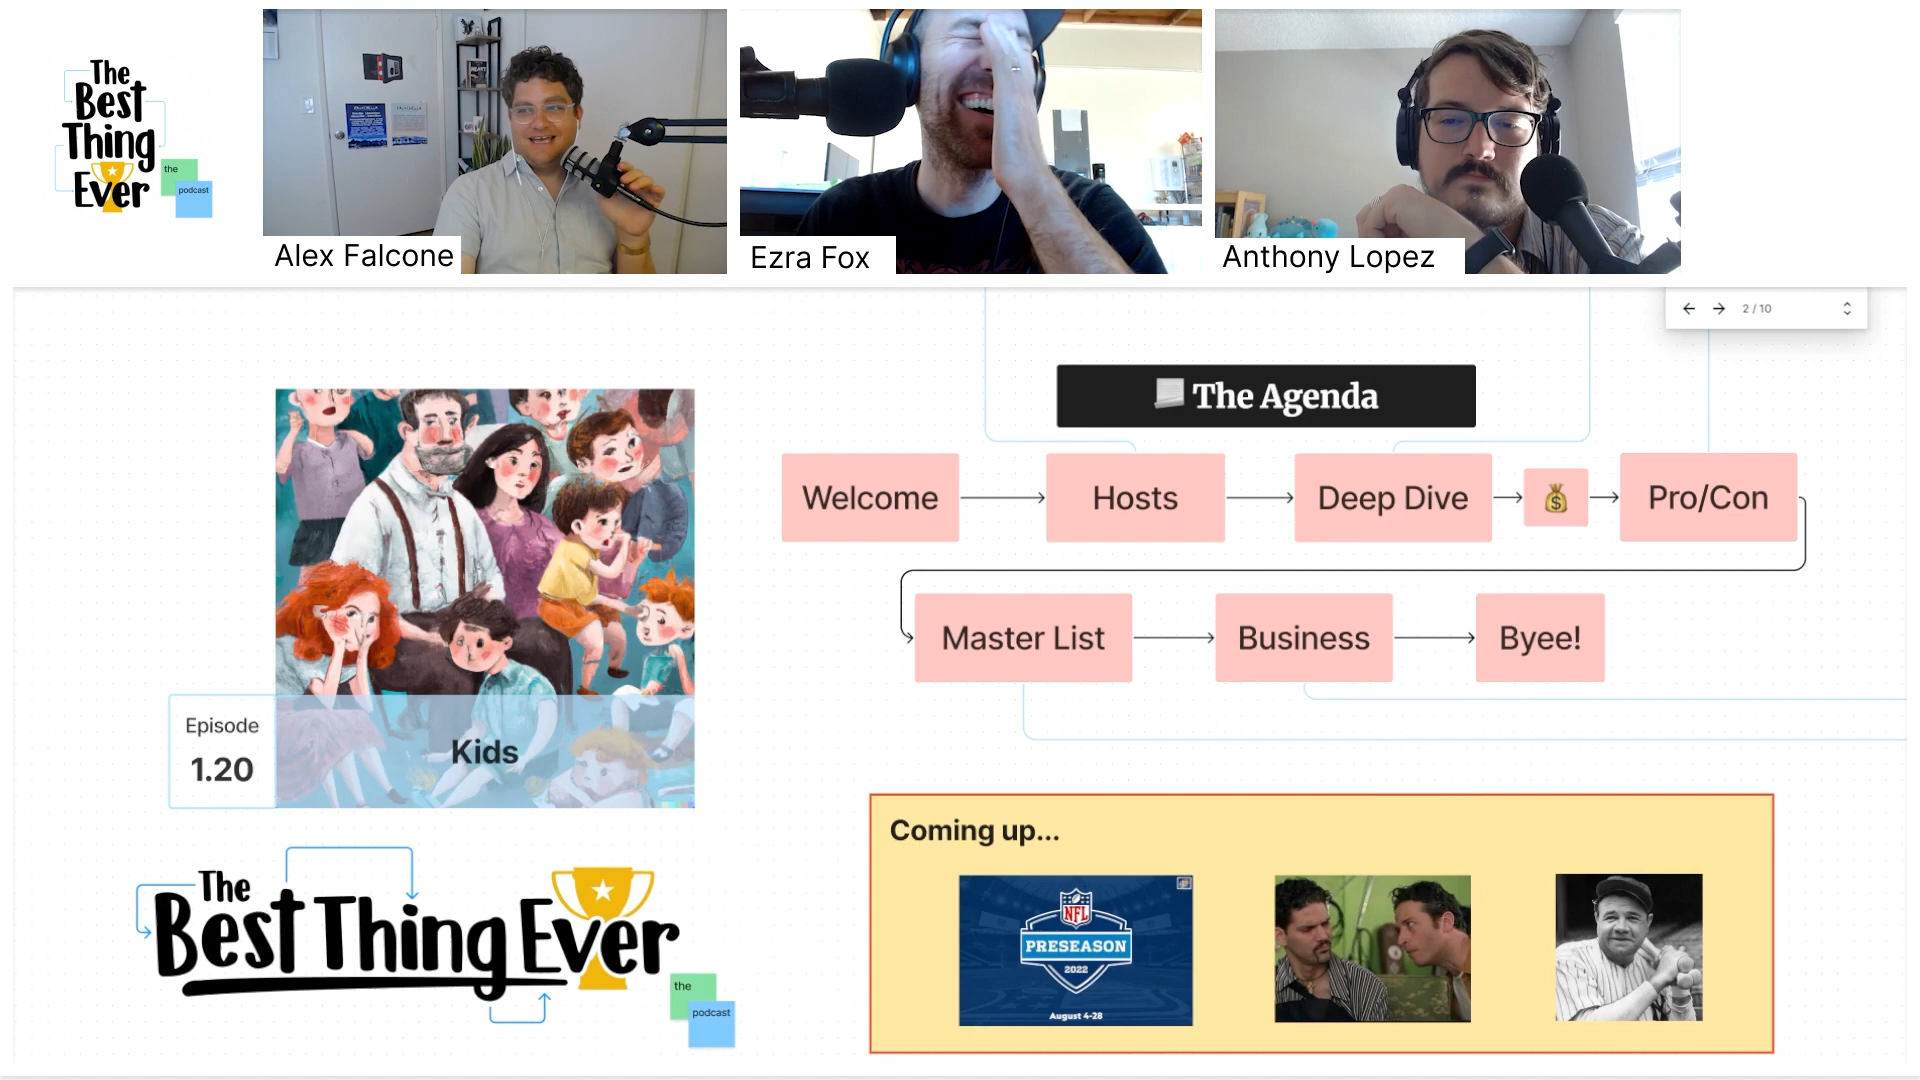 The
Best
Thing
Ever
the
podcast
Alex Falcone
Ezra Fox
Anthony Lopez
2 / 10
The Agenda
Welcome
Hosts
Deep Dive
$
Pro/Con
Master List
Business
Byee!
Episode
1.20
Kids
The
Best Thing Ever
the
podcast
Coming up...
NFL
PRESEASON
2022
August 4-28